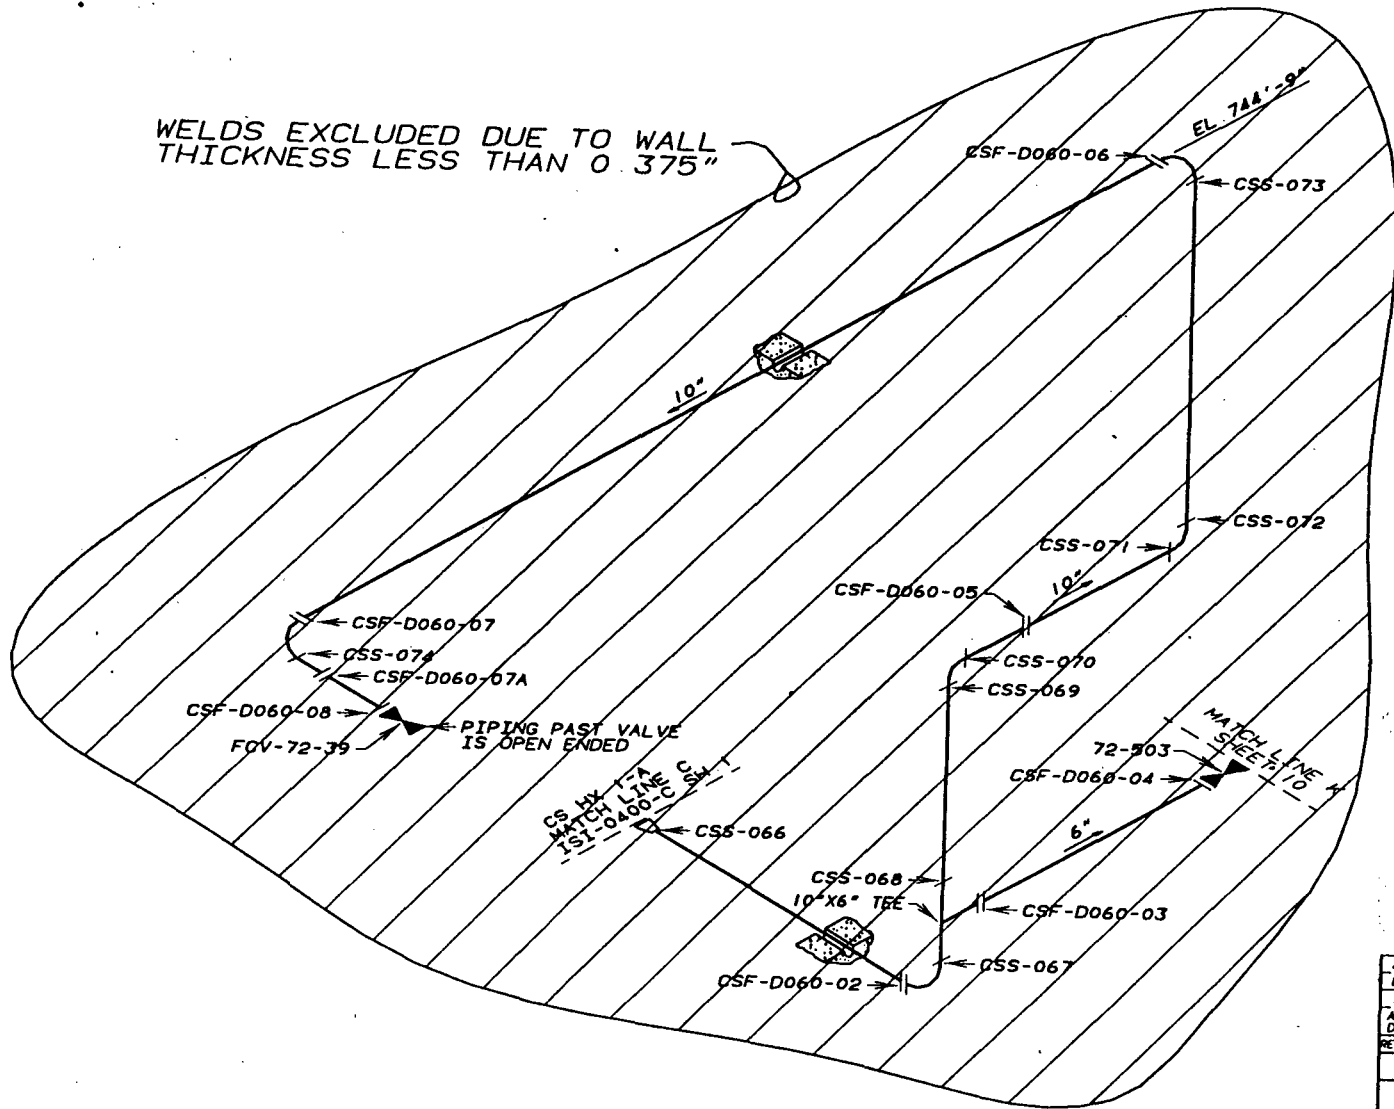 WELDS EXCLUDED DUE TO WALL
THICKNESS LESS THAN 0.375"
EL 744'-9"
CSF-D060-06
CSS-073
10"
CSS-072
CSS-071
10"
CSF-D060-05
CSF-D060-07
CSS-074
CSF-D060-07A
CSS-070
CSS-069
CSF-D060-08
PIPING PAST VALVE
IS OPEN ENDED
FCV-72-39
MATCH LINE
SHEET 10
72-503
CSF-D060-04
CS HX 1-A
MATCH LINE C
ISI-0400-C SH 1
CSS-066
6"
CSS-068
10"X6" TEE
CSF-D060-03
CSS-067
CSF-D060-02